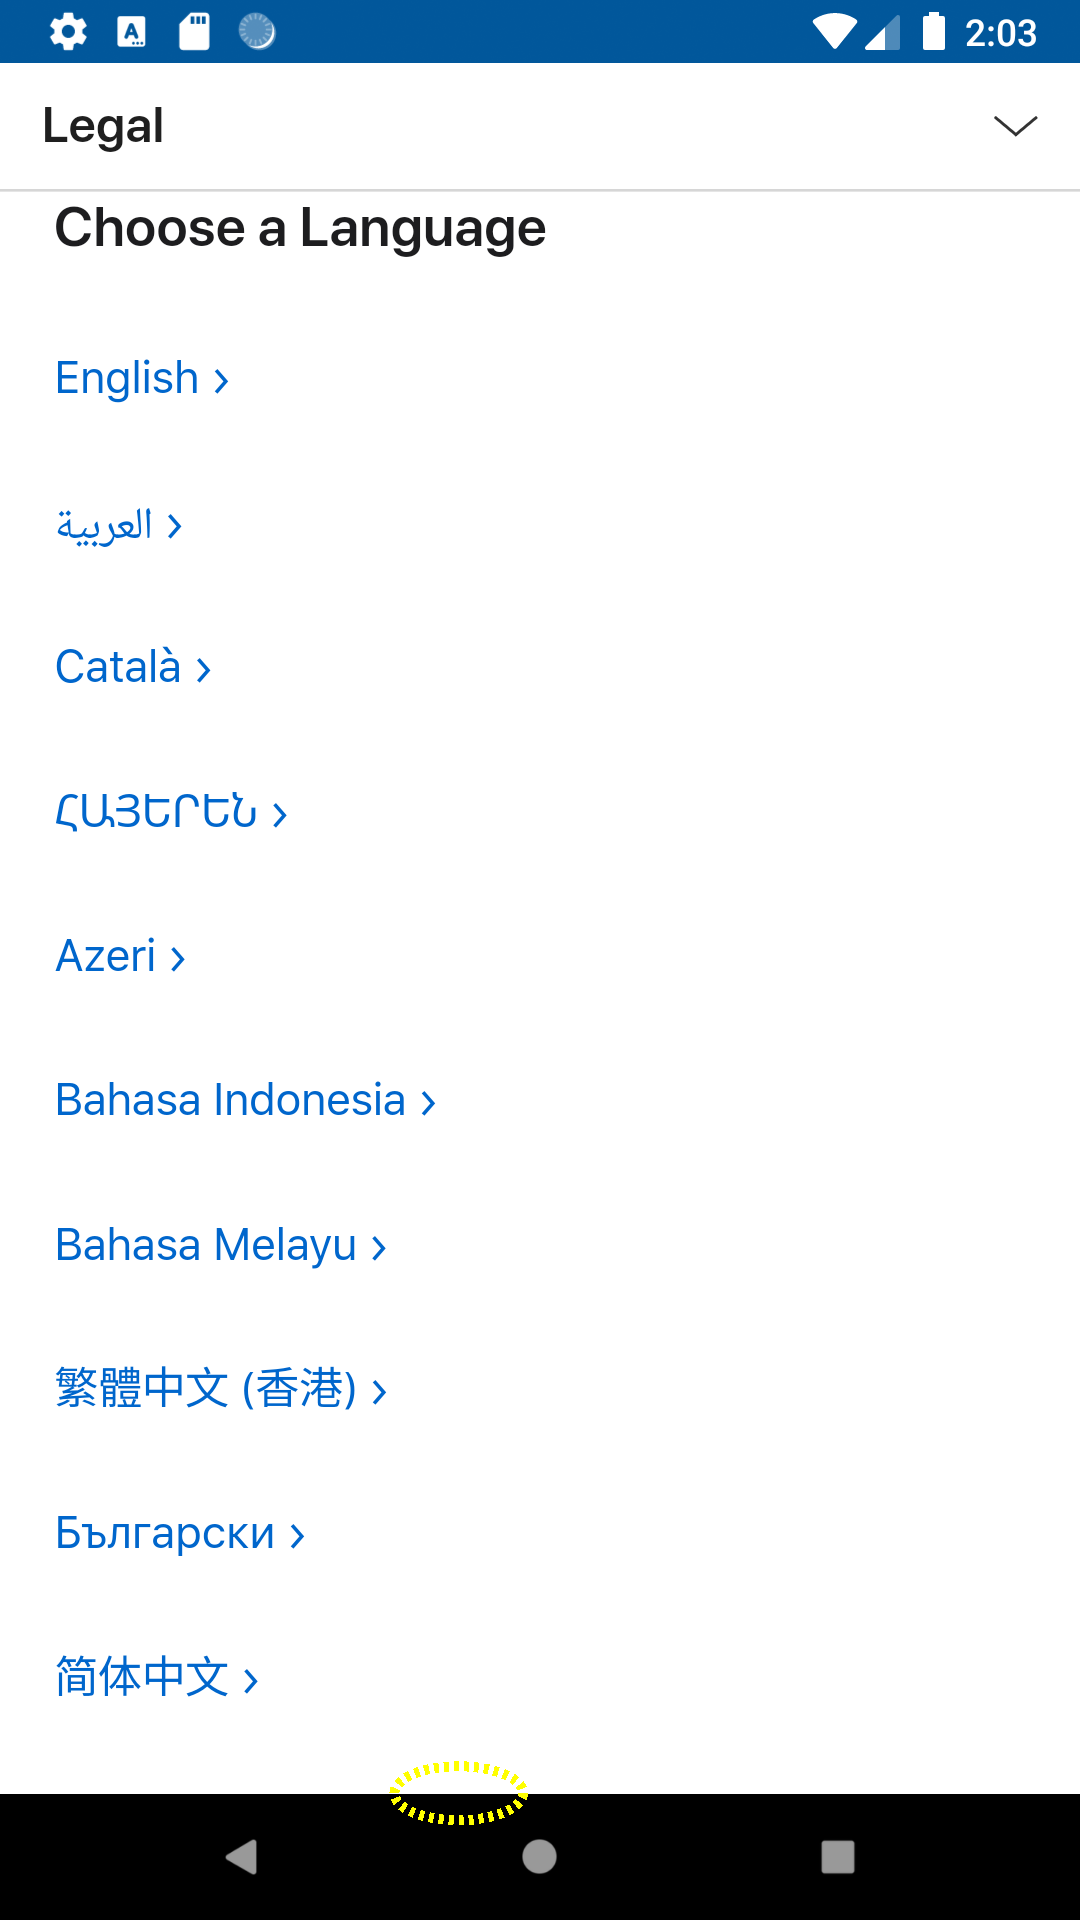 2:03
Legal
Choose a Language
English
العربية
Català
ՀԱՅԵՐԵՆ
Azeri
Bahasa Indonesia
Bahasa Melayu
繁體中文 (香港)
Български
简体中文